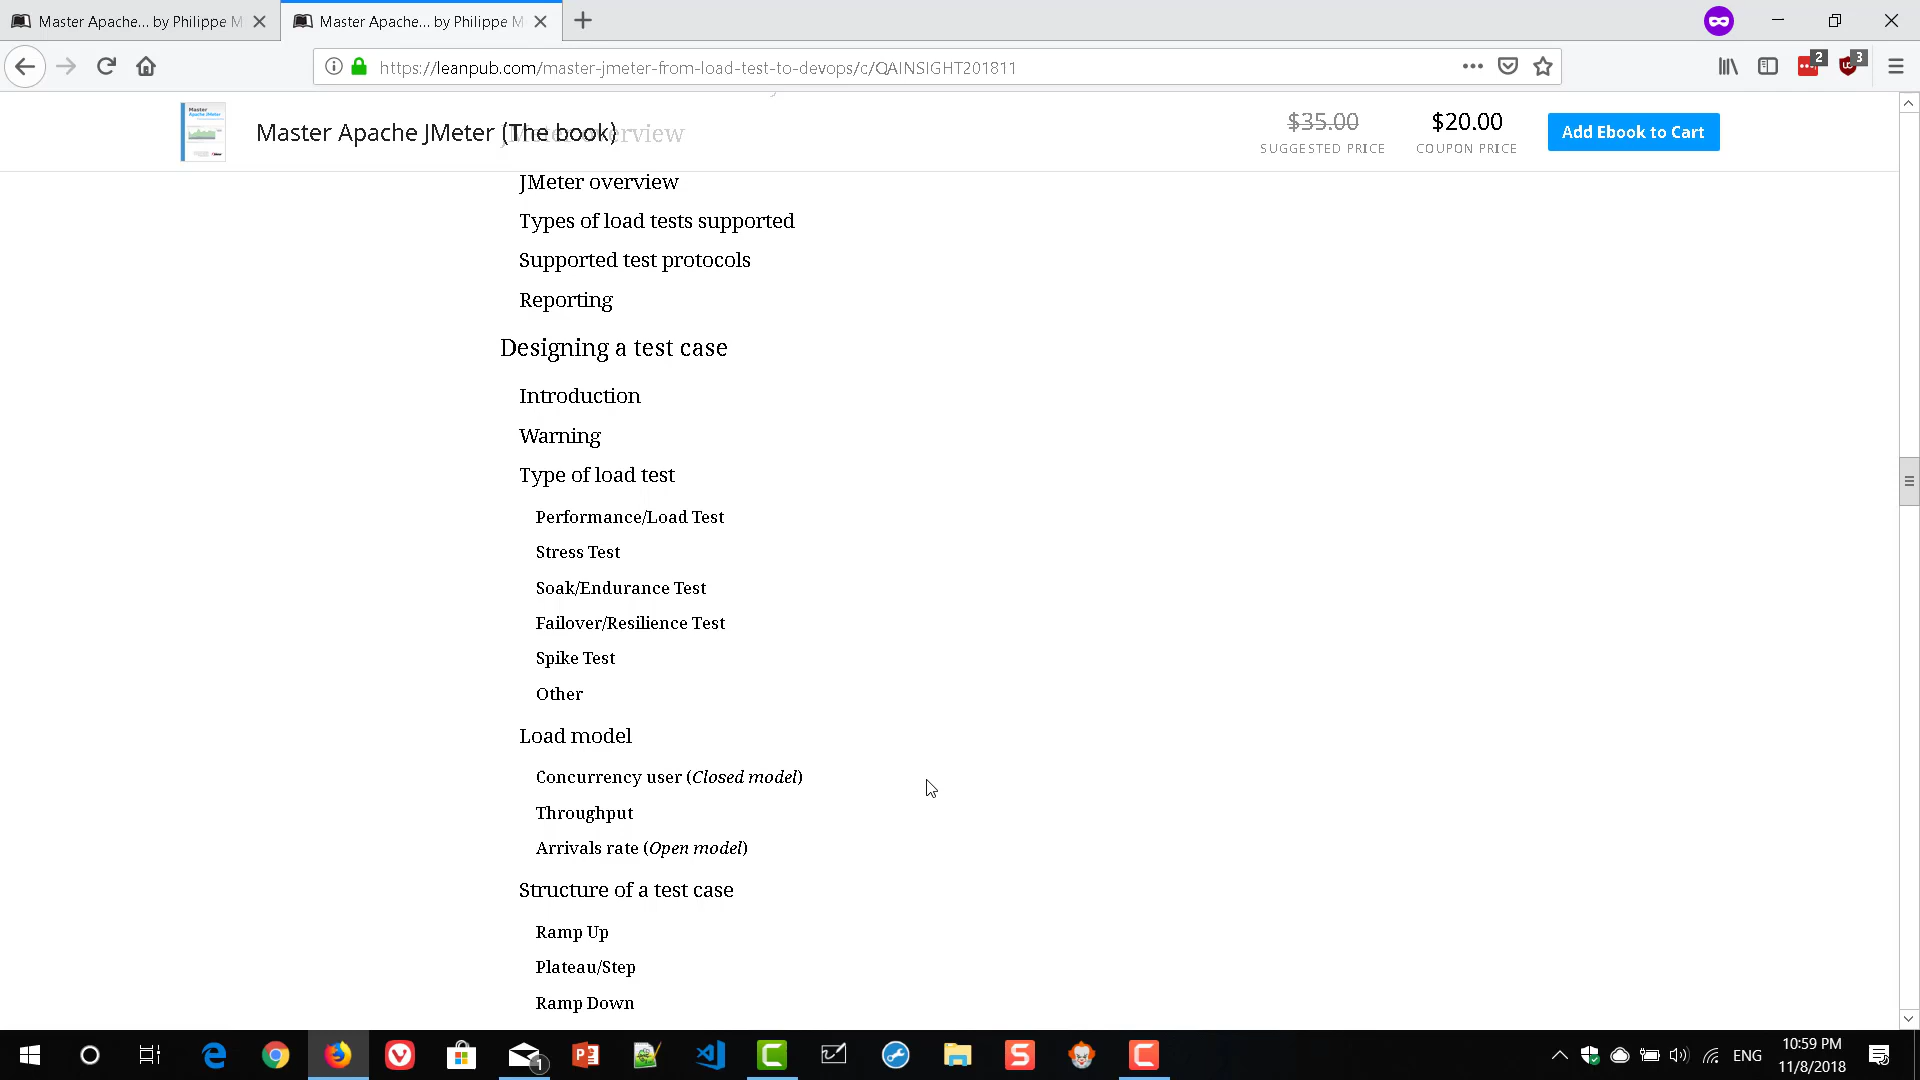 Master Apache... by Philippe M
Master Apache... by Philippe M
https://leanpub.com/master-jmeter-from-load-test-to-devops/c/QAINSIGHT201811
2
3
Master Apache JMeter (The book)
JMeter overview
$35.00
SUGGESTED PRICE
$20.00
COUPON PRICE
Add Ebook to Cart
JMeter overview
Types of load tests supported
Supported test protocols
Reporting
Designing a test case
Introduction
Warning
Type of load test
Performance/Load Test
Stress Test
Soak/Endurance Test
Failover/Resilience Test
Spike Test
Other
Load model
Concurrency user (Closed model)
Throughput
Arrivals rate (Open model)
Structure of a test case
Ramp Up
Plateau/Step
Ramp Down
1
ENG
10:59 PM
11/8/2018